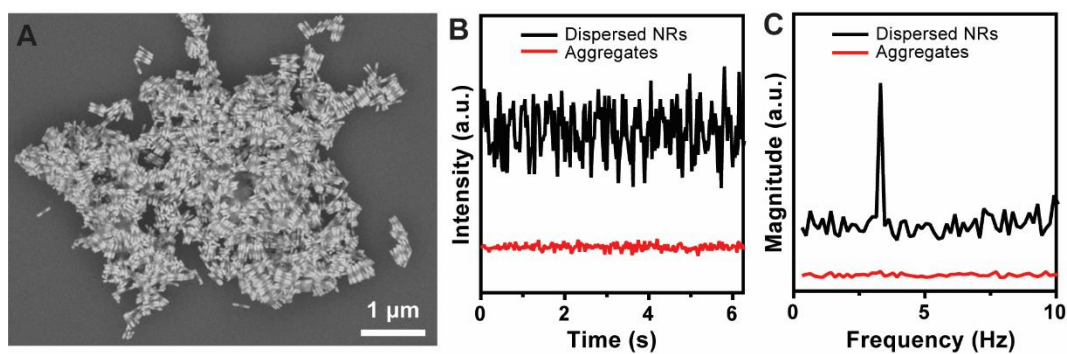 A
1 μm
B
Dispersed NRs
Aggregates
Intensity (a.u.)
0 2 4 6
Time (s)
C
Dispersed NRs
Aggregates
Magnitude (a.u.)
0 5 10
Frequency (Hz)